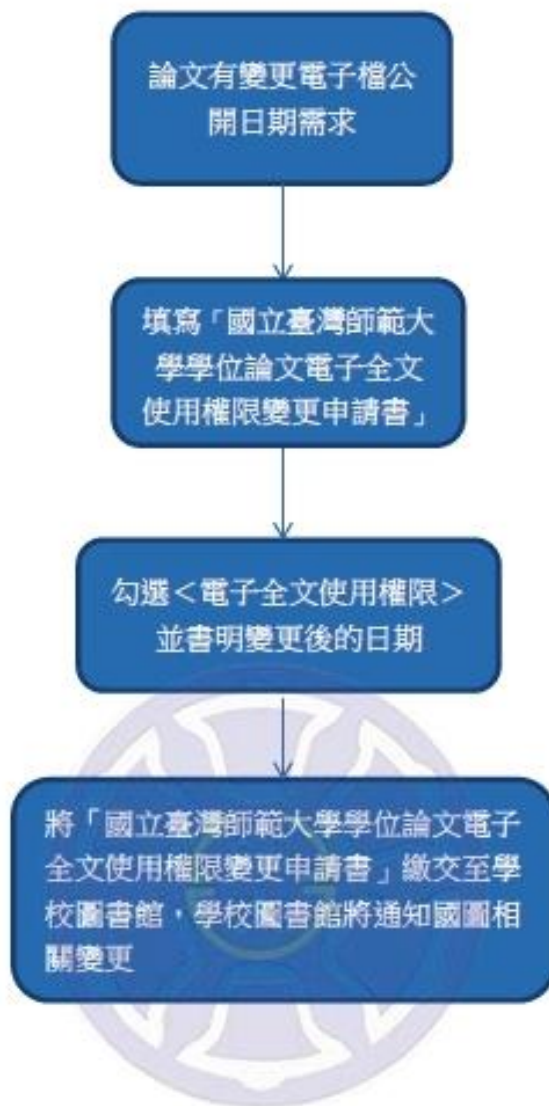 論文有變更電子檔公
開日期需求
填寫「國立臺灣師範大
學學位論文電子全文
使用權限變更申請書」
勾選＜電子全文使用權限＞
並書明變更後的日期
將「國立臺灣師範大學學位論文電子
全文使用權限變更申請書」繳交至學
校圖書館，學校圖書館將通知國圖相
關變更